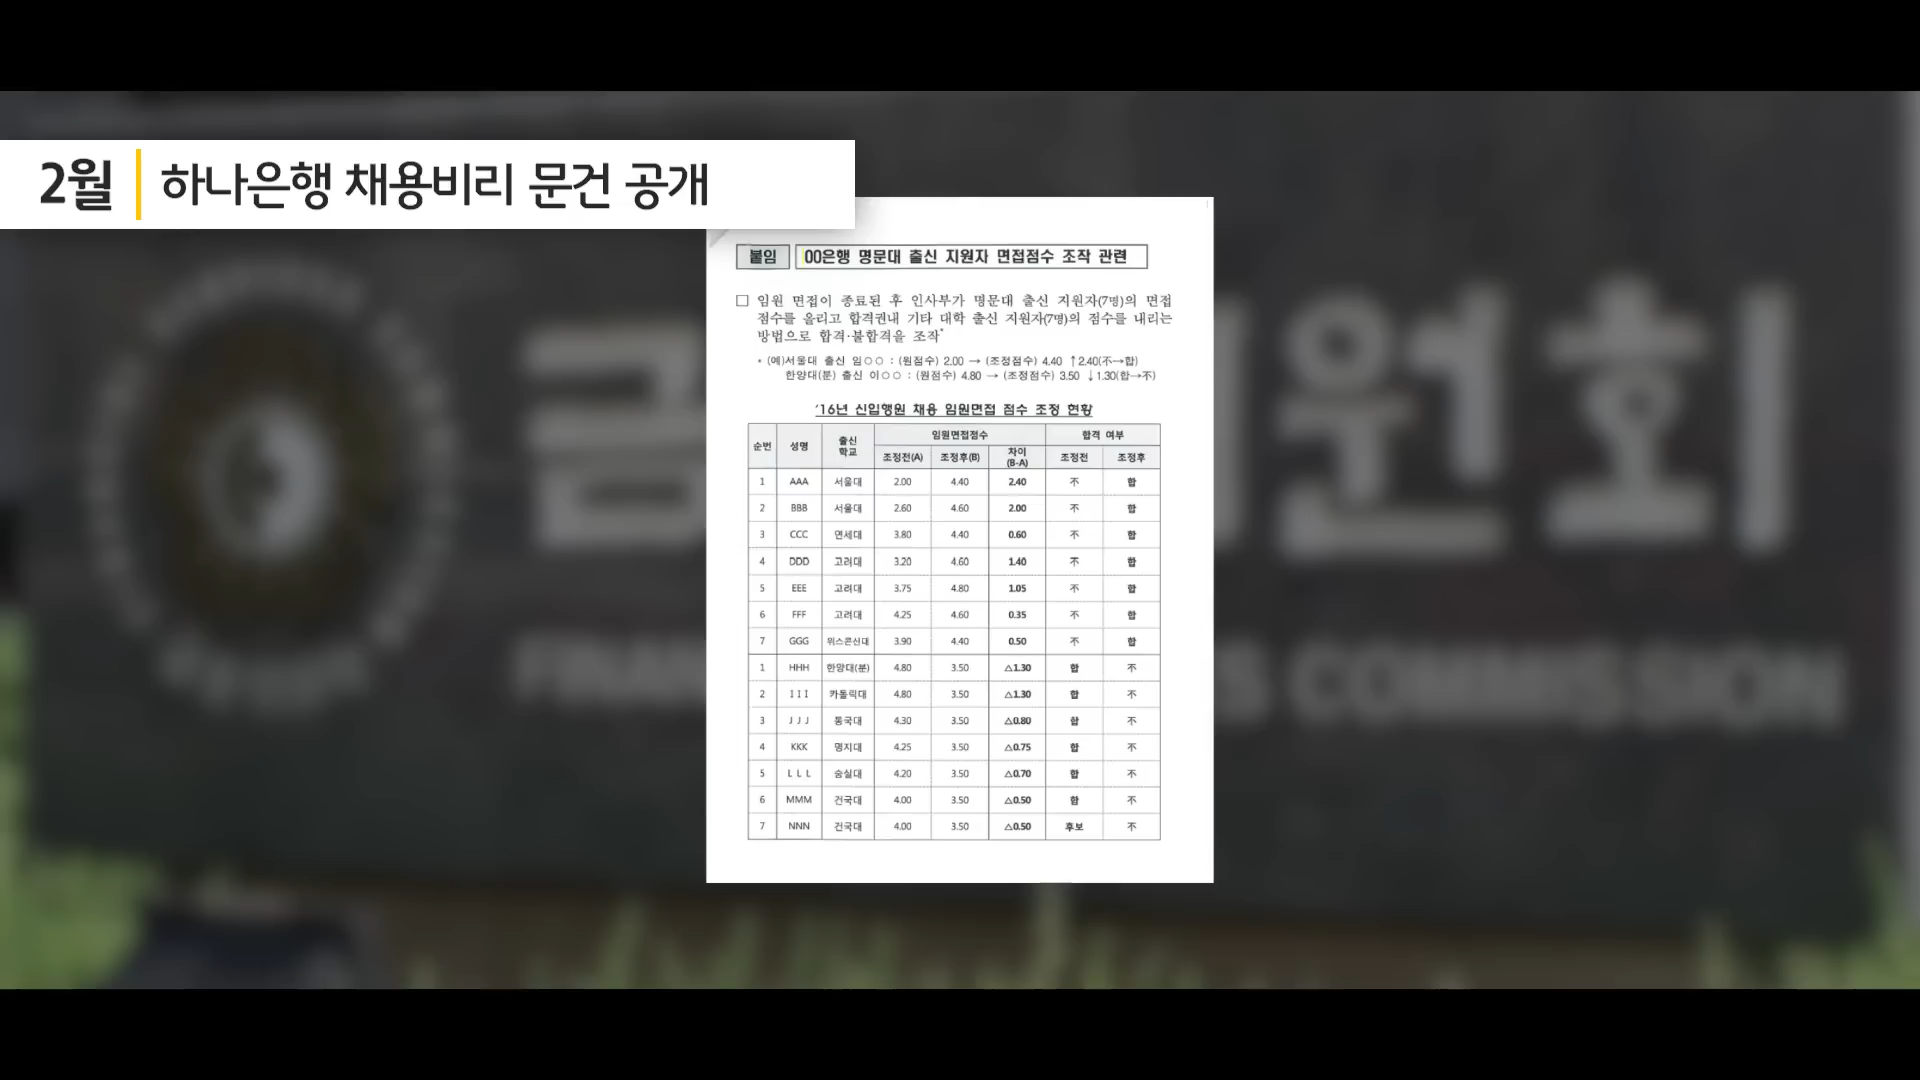 2월 하나은행 채용비리 문건 공개
붙임 00은행 명문대 출신 지원자 면접점수 조작 관련
□ 임원 면접이 종료된 후 인사부가 명문대 출신 지원자(7명)의 면접
점수를 올리고 합격권내 기타 대학 출신 지원자(7명)의 점수를 내리는
방법으로 합격·불합격을 조작*
* (예)서울대 출신 임○○ : (원점수) 2.00 → (조정점수) 4.40 ↑2.40(不→합)
한양대(분) 출신 이○○ : (원점수) 4.80 → (조정점수) 3.50 ↓1.30(합→不)
'16년 신입행원 채용 임원면접 점수 조정 현황
순번 성명 출신학교 임원면접점수 합격 여부
조정전(A) 조정후(B) 차이(B-A) 조정전 조정후
1 AAA 서울대 2.00 4.40 2.40 不 합
2 BBB 서울대 2.60 4.60 2.00 不 합
3 CCC 연세대 3.80 4.40 0.60 不 합
4 DDD 고려대 3.20 4.60 1.40 不 합
5 EEE 고려대 3.75 4.80 1.05 不 합
6 FFF 고려대 4.25 4.60 0.35 不 합
7 GGG 위스콘신대 3.90 4.40 0.50 不 합
1 HHH 한양대(분) 4.80 3.50 △1.30 합 不
2 III 카톨릭대 4.80 3.50 △1.30 합 不
3 JJJ 동국대 4.30 3.50 △0.80 합 不
4 KKK 명지대 4.25 3.50 △0.75 합 不
5 LLL 숭실대 4.20 3.50 △0.70 합 不
6 MMM 건국대 4.00 3.50 △0.50 합 不
7 NNN 건국대 4.00 3.50 △0.50 후보 不
금 위원회
FINAN S COMMISSION